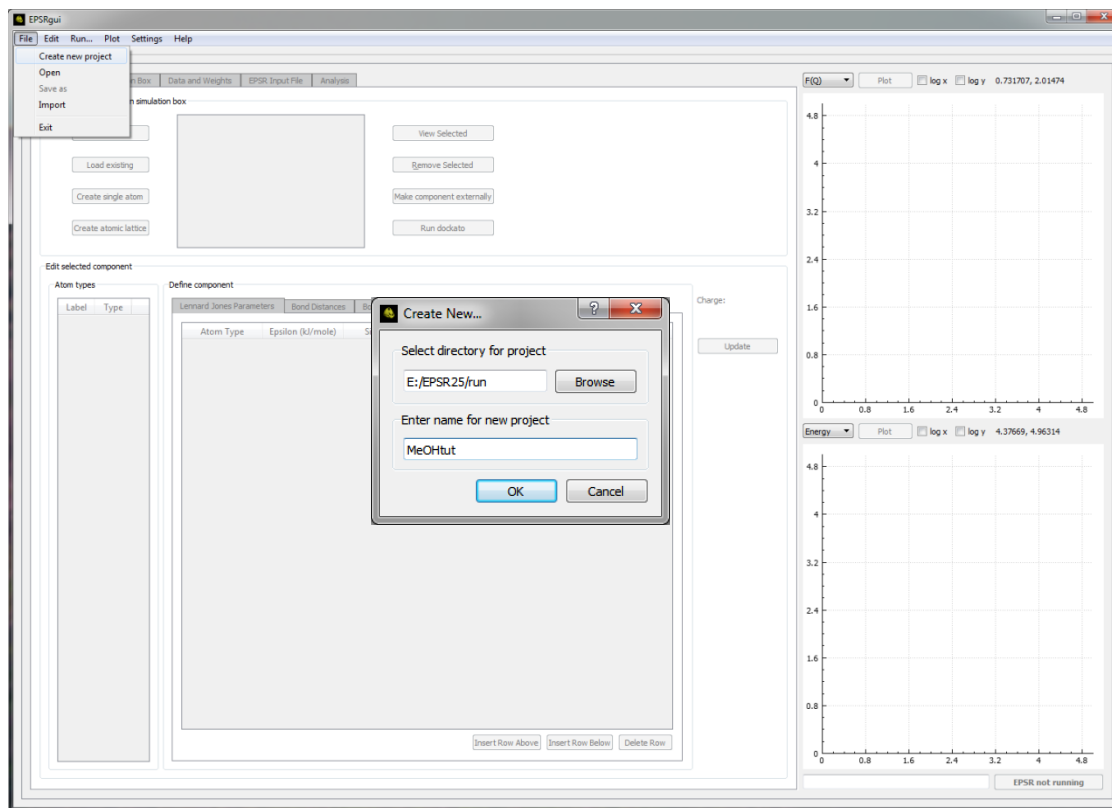 EPSRgui
File Edit Run... Plot Settings Help
Create new project
Open
Save as
Import
Exit
n Box Data and Weights EPSR Input File Analysis
n simulation box
View Selected
Load existing Remove Selected
Create single atom Make component externally
Create atomic lattice Run dockato
Edit selected component
Atom types
Label Type
Define component
Lennard Jones Parameters Bond Distances
Atom Type Epsilon (kJ/mole)
Charge:
Update
Insert Row Above Insert Row Below Delete Row
Create New...
Select directory for project
E:/EPSR25/run Browse
Enter name for new project
MeOHtut
OK Cancel
F(Q) Plot log x log y 0.731707, 2.01474
4.8
4
3.2
2.4
1.6
0.8
0
0 0.8 1.6 2.4 3.2 4 4.8
Energy Plot log x log y 4.37669, 4.96314
4.8
4
3.2
2.4
1.6
0.8
0
0 0.8 1.6 2.4 3.2 4 4.8
EPSR not running